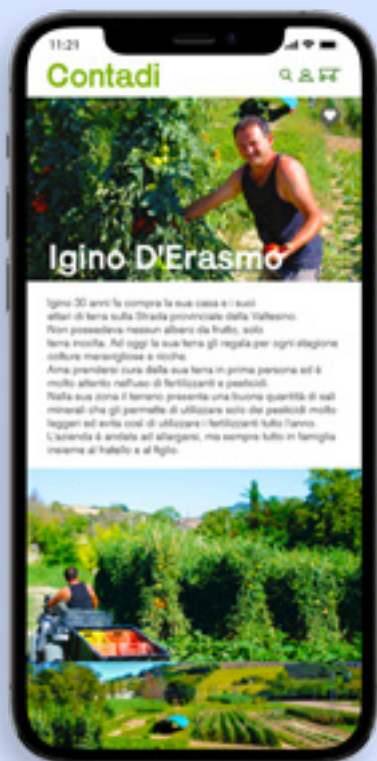 11:21
Contadi
Igino D'Erasmo
Igino 30 anni fa compra la sua casa e i suoi
ettari di terra sulla Strada provinciale della Valtesino.
Non possedeva nessun albero da frutto, solo
terra incolta. Ad oggi la sua terra gli regala per ogni stagione
colture meravigliose e ricche.
Ama prendersi cura della sua terra in prima persona ed è
molto attento nell'uso di fertilizzanti e pesticidi.
Nella sua zona il terreno presenta una buona quantità di sali
minerali che gli permette di utilizzare solo dei pesticidi molto
leggeri ed evita così di utilizzare i fertilizzanti tutto l'anno.
L'azienda è andata ad allargarsi, ma sempre tutto in famiglia
insieme al fratello e al figlio.